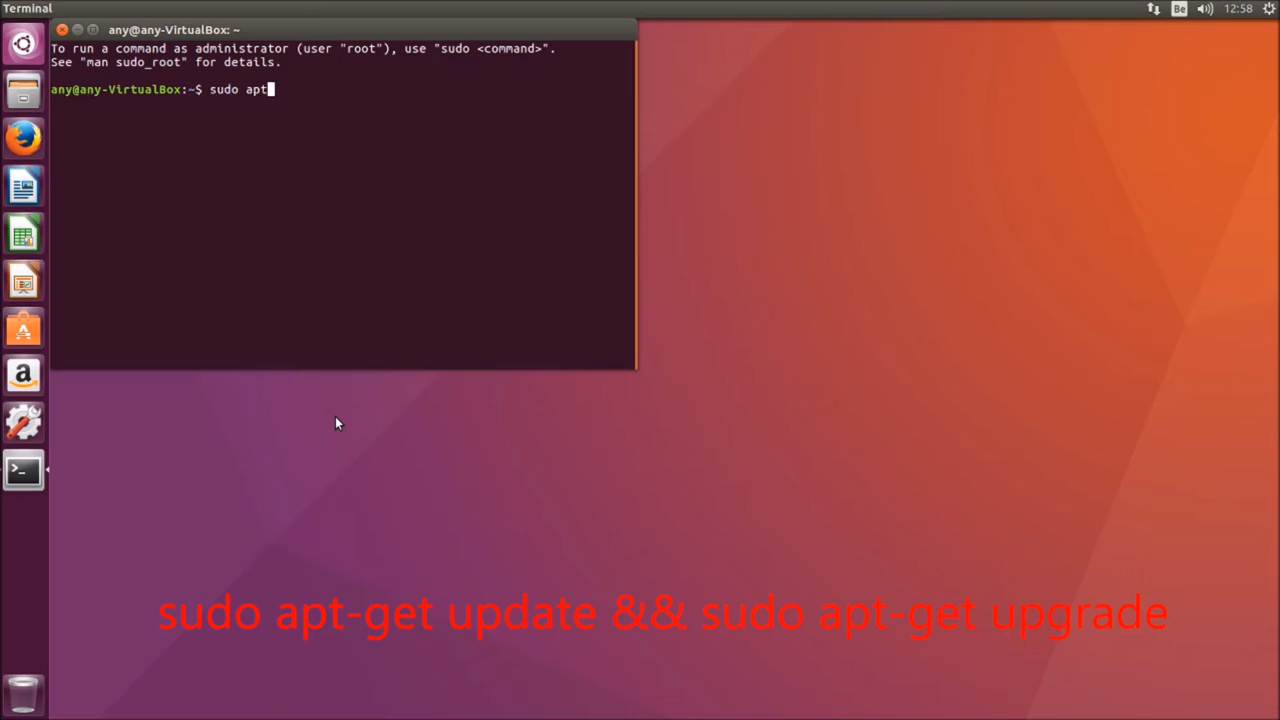 Terminal
Be
12:58
any@any-VirtualBox: ~
To run a command as administrator (user "root"), use "sudo <command>".
See "man sudo_root" for details.
any@any-VirtualBox:~$ sudo apt
sudo apt-get update && sudo apt-get upgrade